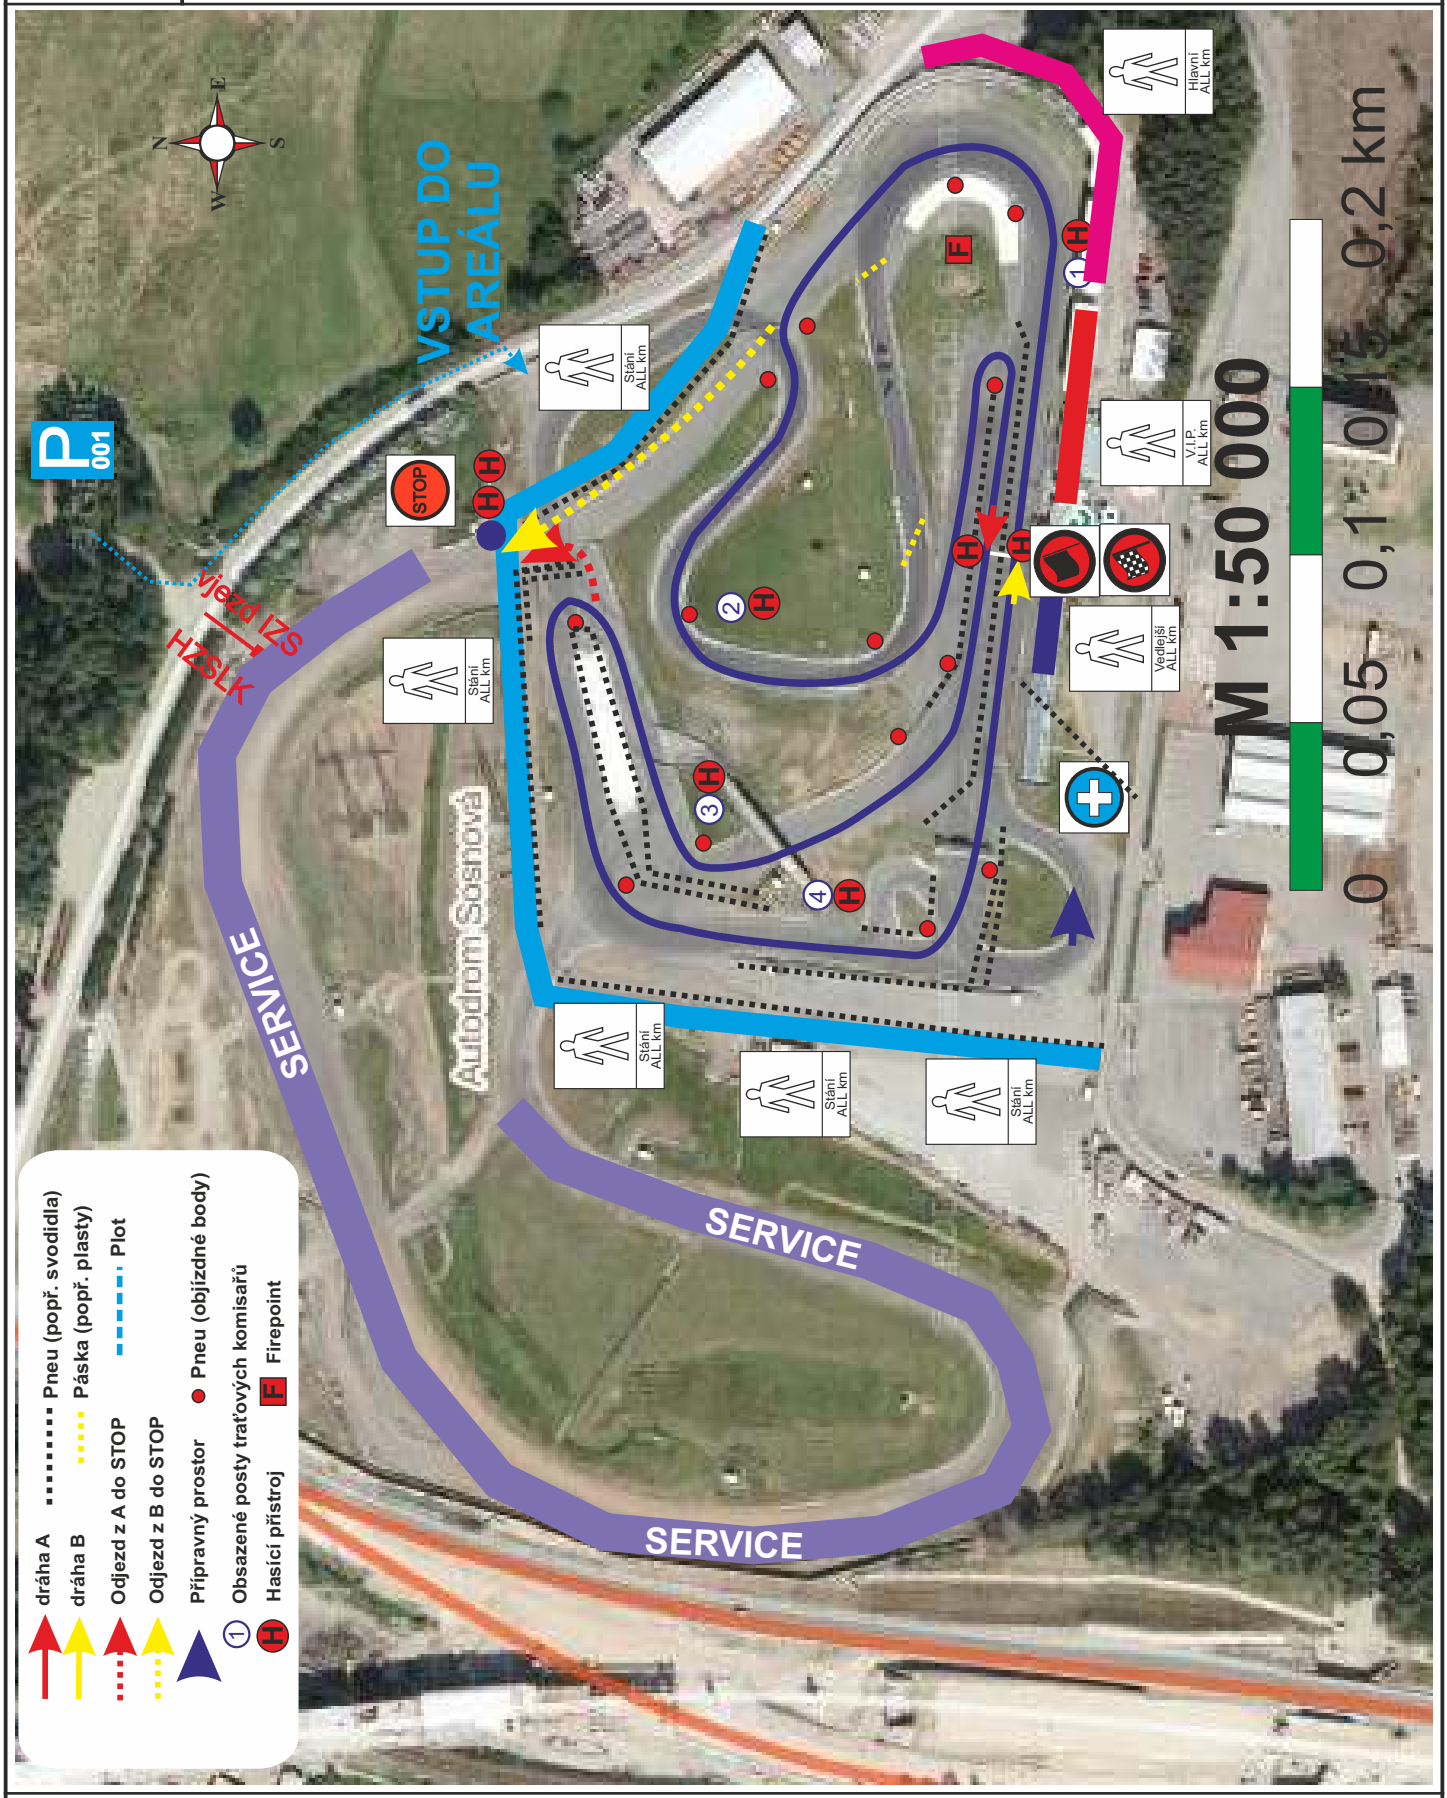 N
E
S
W
VSTUP DO
AREÁLU
P
001
vjezd IZS
HZSLK
STOP
H
H
Stání
ALL km
Stání
ALL km
Stání
ALL km
Stání
ALL km
Stání
ALL km
Hlavní
ALL km
V.I.P.
ALL km
Vedlejší
ALL km
F
1
H
2
H
3
H
4
H
H
H
Autodrom Sosnová
SERVICE
SERVICE
SERVICE
M 1:50 000
0
0,05
0,1
0,15
0,2 km
dráha A
dráha B
Odjezd z A do STOP
Odjezd z B do STOP
Přípravný prostor
1 Obsazené posty traťových komisařů
H Hasící přístroj
Pneu (popř. svodidla)
Páska (popř. plasty)
Plot
Pneu (objízdné body)
F Firepoint